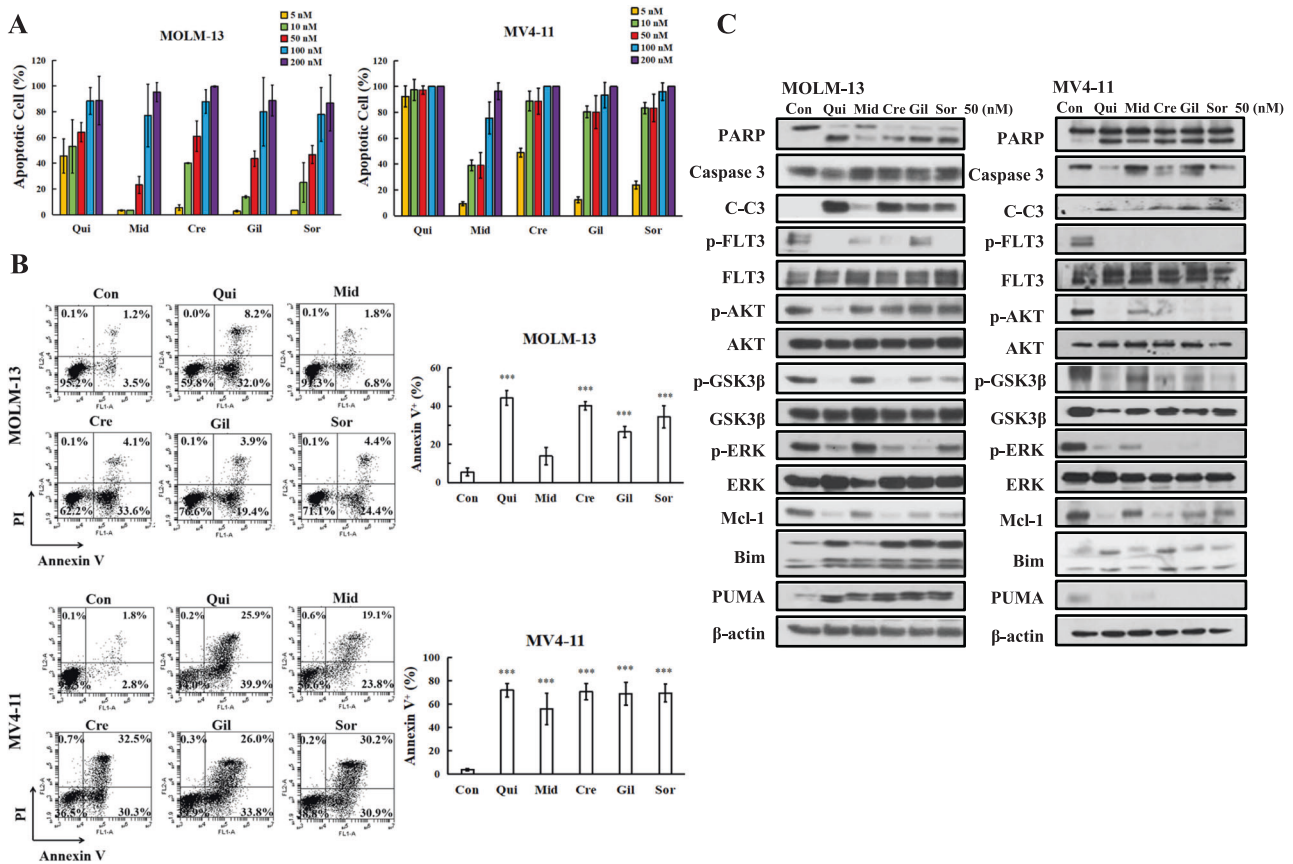 A
MOLM-13
5 nM
10 nM
50 nM
100 nM
200 nM
Apoptotic Cell (%)
120
100
80
60
40
20
0
Qui Mid Cre Gil Sor
MV4-11
5 nM
10 nM
50 nM
100 nM
200 nM
Apoptotic Cell (%)
120
100
80
60
40
20
0
Qui Mid Cre Gil Sor
B
MOLM-13
Con Qui Mid
0.1% 1.2% 0.0% 8.2% 0.1% 1.8%
95.2% 3.5% 59.8% 32.0% 91.3% 6.8%
FL2-A
FL1-A
Cre Gil Sor
0.1% 4.1% 0.1% 3.9% 0.1% 4.4%
62.2% 33.6% 76.6% 19.4% 71.1% 24.4%
FL2-A
FL1-A
PI
Annexin V
MOLM-13
Annexin V⁺ (%)
60
40
20
0
*** *** *** ***
Con Qui Mid Cre Gil Sor
MV4-11
Con Qui Mid
0.1% 1.8% 0.2% 25.9% 0.6% 19.1%
2.8% 39.9% 23.8%
FL2-A
FL1-A
Cre Gil Sor
0.7% 32.5% 0.3% 26.0% 0.2% 30.2%
36.5% 30.3% 33.8% 30.9%
FL2-A
FL1-A
PI
Annexin V
MV4-11
Annexin V⁺ (%)
100
80
60
40
20
0
*** *** *** *** ***
Con Qui Mid Cre Gil Sor
C
MOLM-13
Con Qui Mid Cre Gil Sor 50 (nM)
PARP
Caspase 3
C-C3
p-FLT3
FLT3
p-AKT
AKT
p-GSK3β
GSK3β
p-ERK
ERK
Mcl-1
Bim
PUMA
β-actin
MV4-11
Con Qui Mid Cre Gil Sor 50 (nM)
PARP
Caspase 3
C-C3
p-FLT3
FLT3
p-AKT
AKT
p-GSK3β
GSK3β
p-ERK
ERK
Mcl-1
Bim
PUMA
β-actin